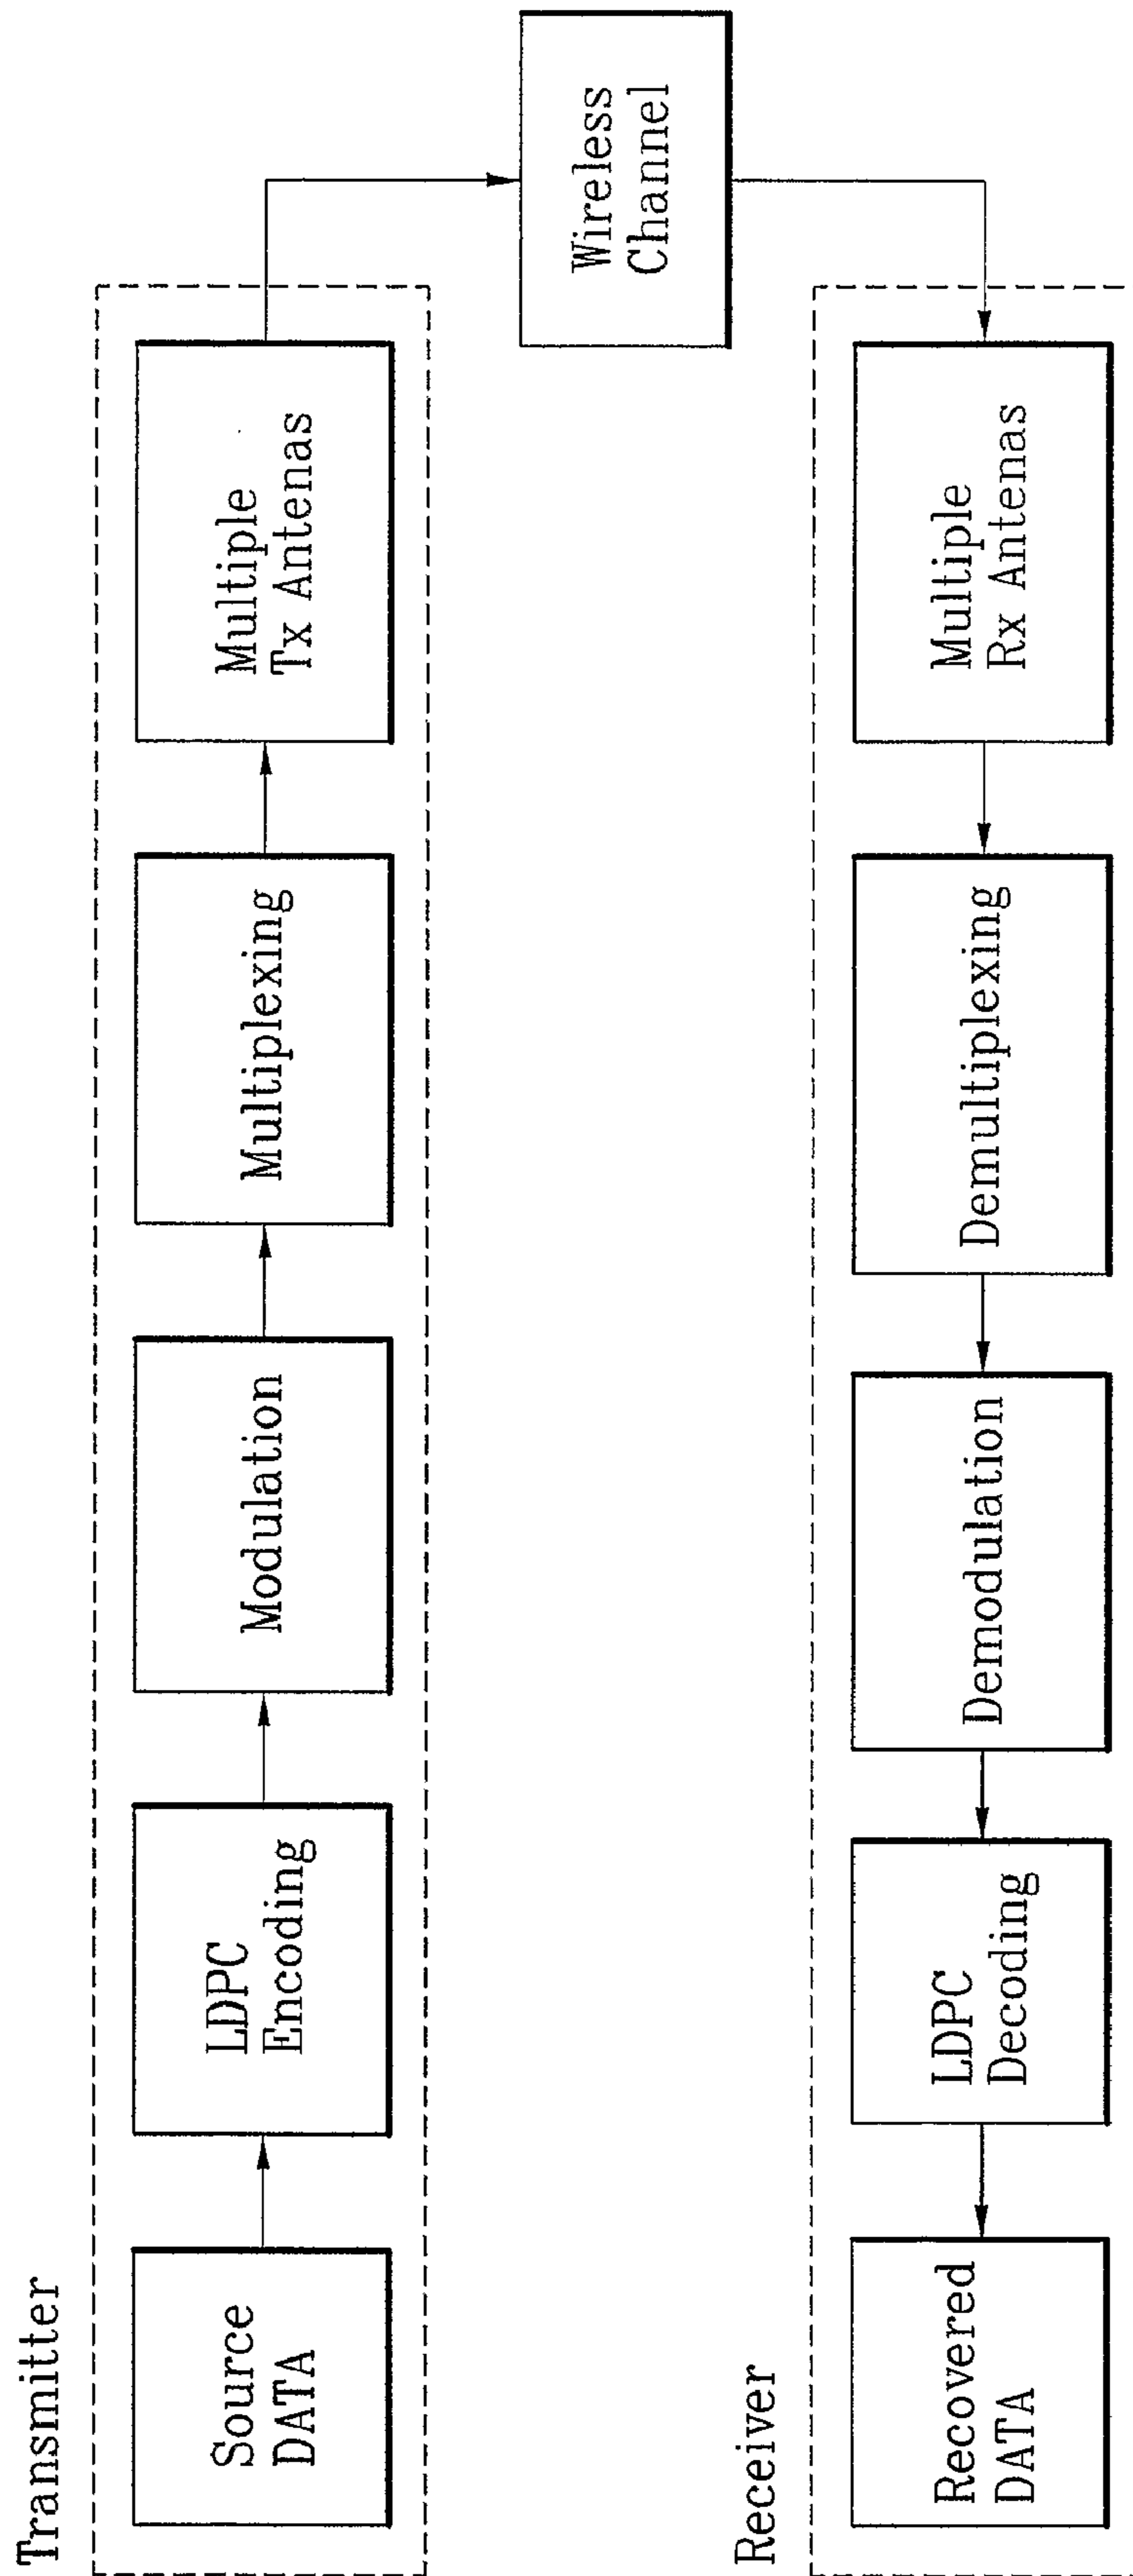 Transmitter
Source
DATA
LDPC
Encoding
Modulation
Multiplexing
Multiple
Tx Antenas
Wireless
Channel
Receiver
Recovered
DATA
LDPC
Decoding
Demodulation
Demultiplexing
Multiple
Rx Antenas